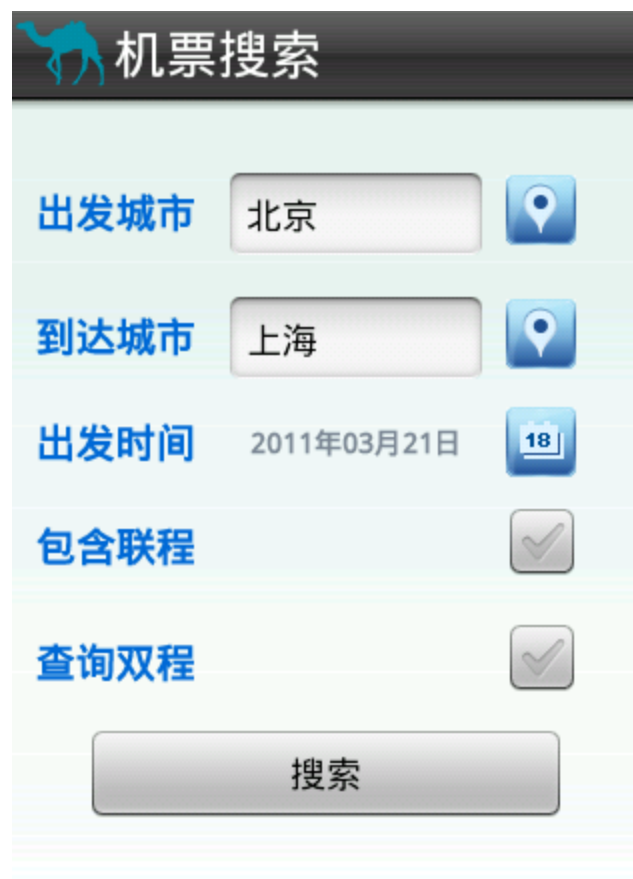 机票搜索
出发城市 北京
到达城市 上海
出发时间 2011年03月21日 18
包含联程
查询双程
搜索